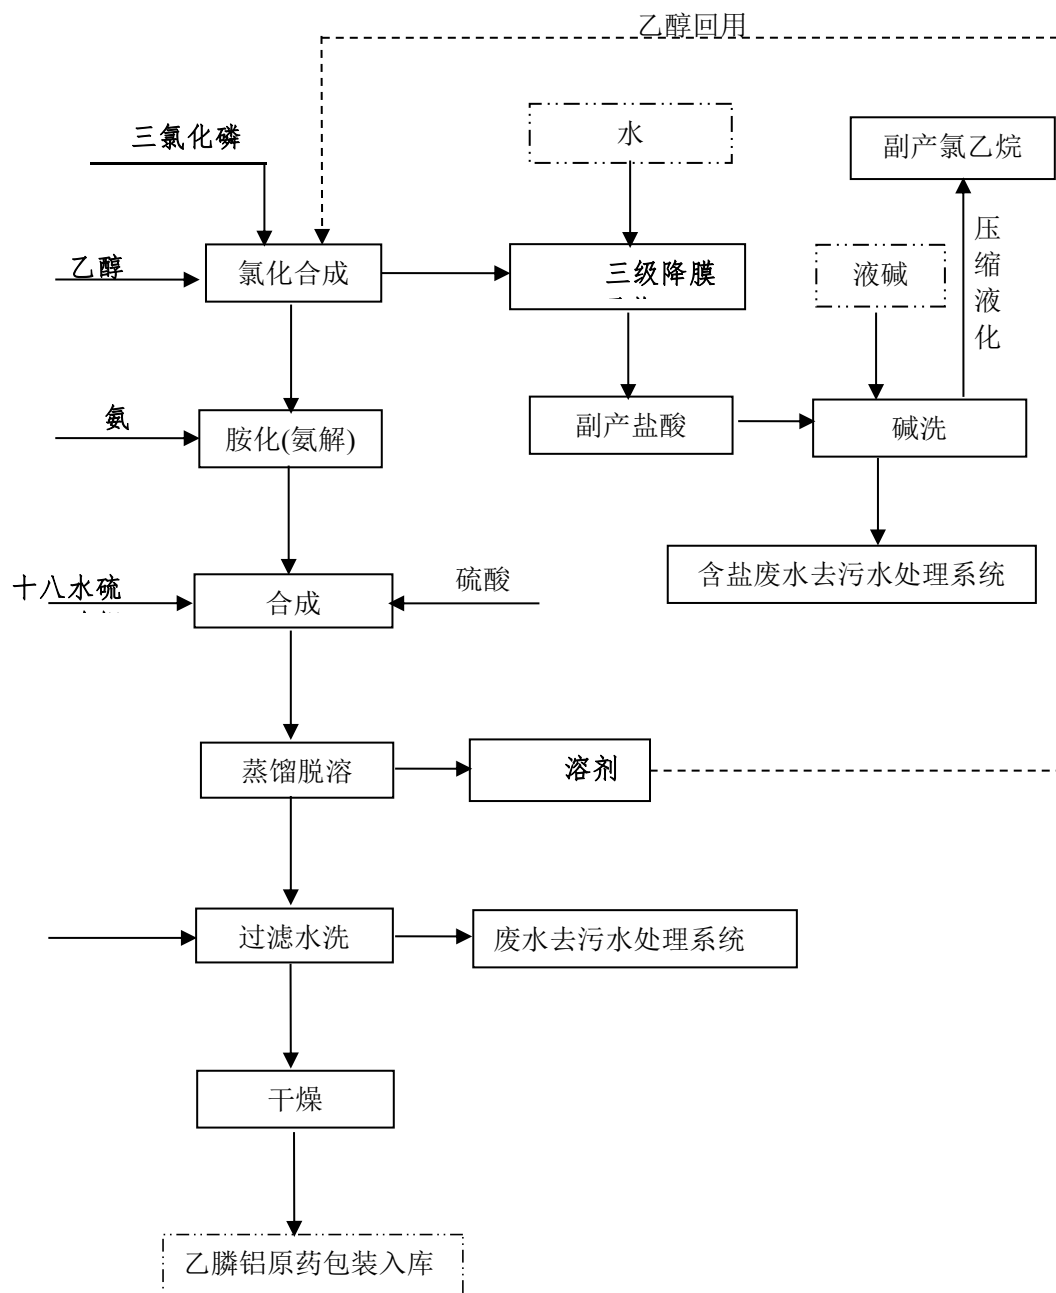 乙醇回用
三氯化磷
水
副产氯乙烷
压缩液化
乙醇
氯化合成
三级降膜
液碱
氨
胺化(氨解)
副产盐酸
碱洗
十八水硫
合成
硫酸
含盐废水去污水处理系统
蒸馏脱溶
溶剂
过滤水洗
废水去污水处理系统
干燥
乙膦铝原药包装入库